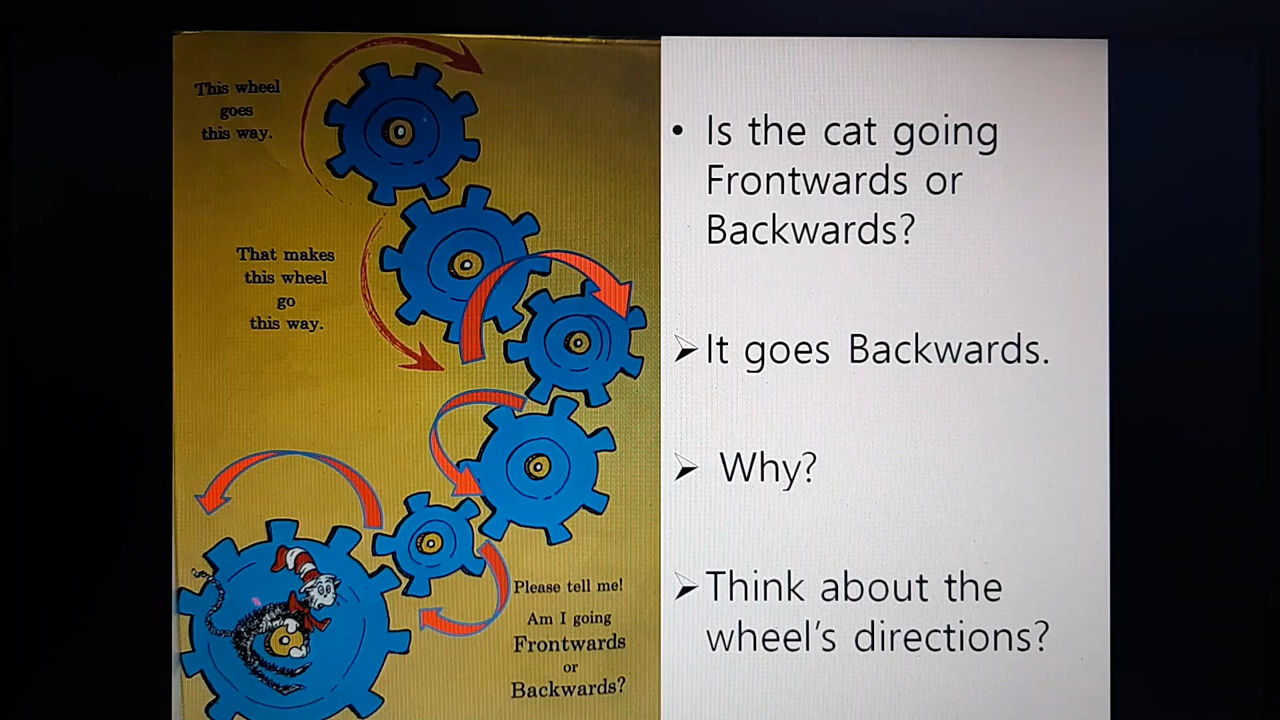 This wheel
goes
this way.
That makes
this wheel
go
this way.
Please tell me!
Am I going
Frontwards
or
Backwards?
• Is the cat going
Frontwards or
Backwards?
➢ It goes Backwards.
➢ Why?
➢ Think about the
wheel's directions?